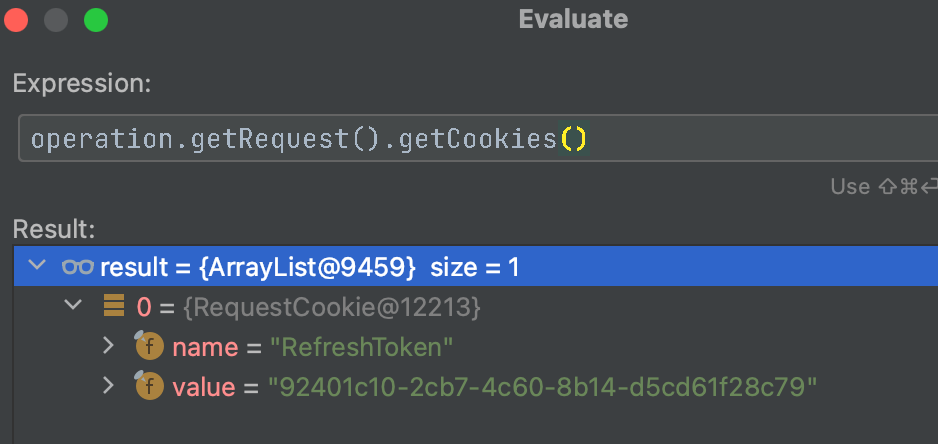 Evaluate
Expression:
operation.getRequest().getCookies()
Use ⇧⌘⏎
Result:
result = {ArrayList@9459} size = 1
0 = {RequestCookie@12213}
f name = "RefreshToken"
f value = "92401c10-2cb7-4c60-8b14-d5cd61f28c79"